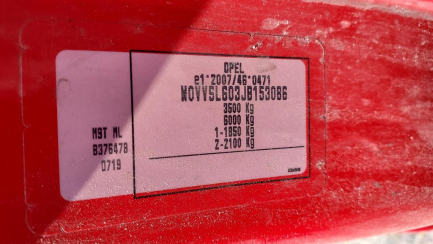 OPEL
e1*2007/46*0471
W0VVSL603JB153086
3500 Kg
6000 Kg
1-1850 Kg
2-2100 Kg
M9T ML
B376478
0719